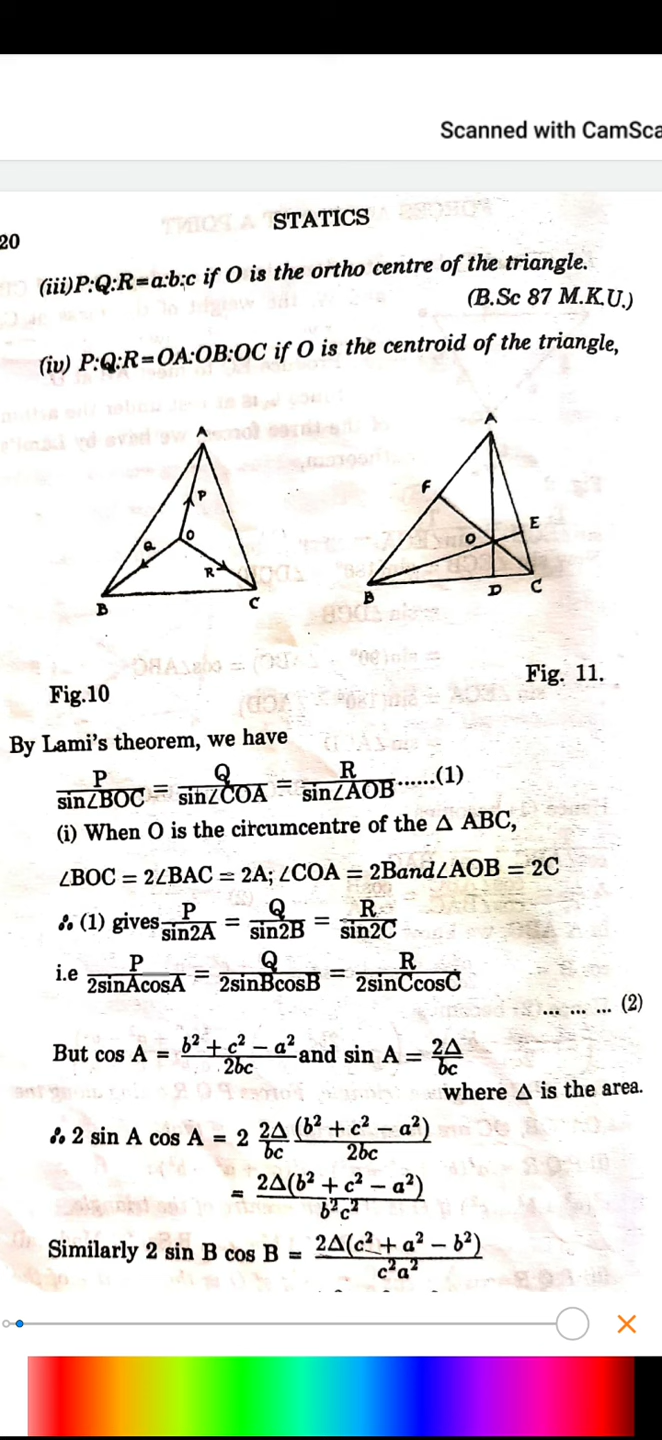 Scanned with CamSca
STATICS
20
(iii)P:Q:R=a:b:c if O is the ortho centre of the triangle.
(B.Sc 87 M.K.U.)
(iv) P:Q:R=OA:OB:OC if O is the centroid of the triangle,
A
P
O
Q
R
B
C
A
F
E
O
B
D
C
Fig. 11.
Fig.10
By Lami's theorem, we have
P/sin∠BOC = Q/sin∠COA = R/sin∠AOB ......(1)
(i) When O is the circumcentre of the Δ ABC,
∠BOC = 2∠BAC = 2A; ∠COA = 2Band∠AOB = 2C
∴ (1) gives P/sin2A = Q/sin2B = R/sin2C
i.e P/2sinAcosA = Q/2sinBcosB = R/2sinCcosC
... ... ... (2)
But cos A = b² + c² − a²/2bc and sin A = 2Δ/bc
where Δ is the area.
∴ 2 sin A cos A = 2 2Δ/bc (b² + c² − a²)/2bc
= 2Δ(b² + c² − a²)/b²c²
Similarly 2 sin B cos B = 2Δ(c² + a² − b²)/c²a²